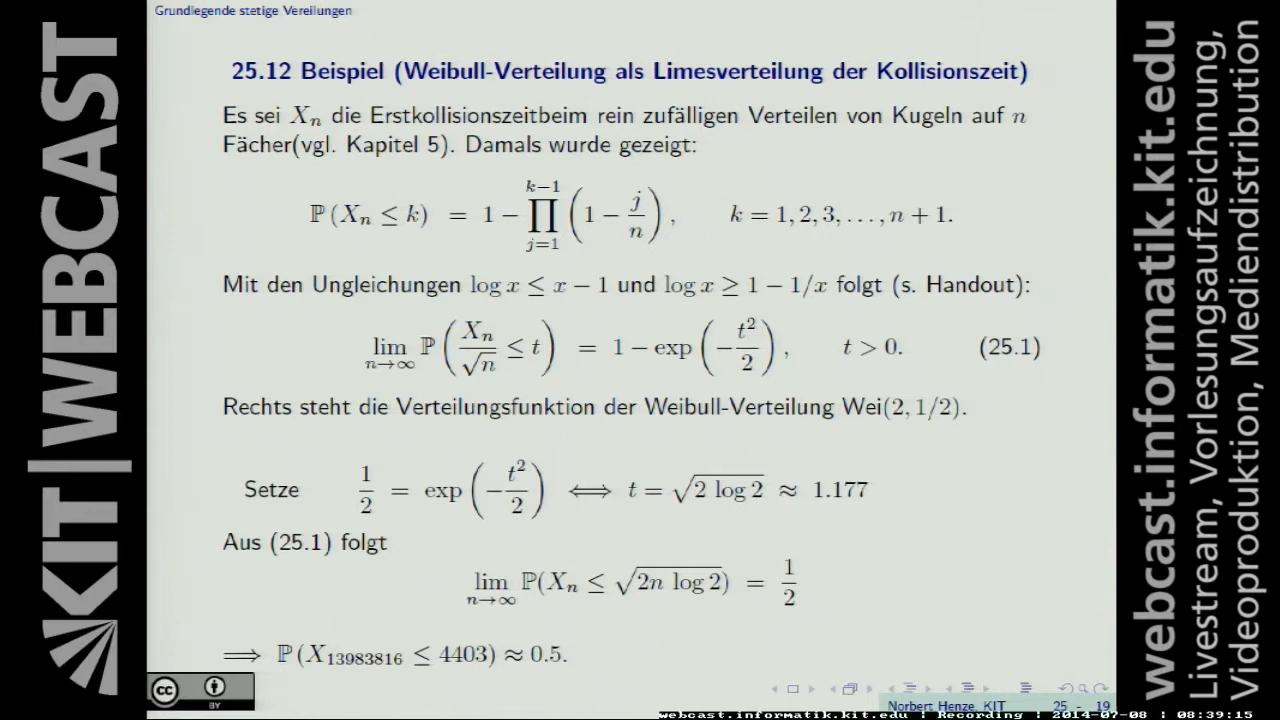 Grundlegende stetige Vereilungen
25.12 Beispiel (Weibull-Verteilung als Limesverteilung der Kollisionszeit)
Es sei Xₙ die Erstkollisionszeitbeim rein zufälligen Verteilen von Kugeln auf n
Fächer(vgl. Kapitel 5). Damals wurde gezeigt:
ℙ(Xₙ ≤ k) = 1 − ∏_{j=1}^{k−1} (1 − j/n), k = 1, 2, 3, . . . , n + 1.
Mit den Ungleichungen log x ≤ x − 1 und log x ≥ 1 − 1/x folgt (s. Handout):
lim_{n→∞} ℙ(Xₙ/√n ≤ t) = 1 − exp(−t²/2), t > 0. (25.1)
Rechts steht die Verteilungsfunktion der Weibull-Verteilung Wei(2, 1/2).
Setze 1/2 = exp(−t²/2) ⟺ t = √(2 log 2) ≈ 1.177
Aus (25.1) folgt
lim_{n→∞} ℙ(Xₙ ≤ √(2n log 2)) = 1/2
⟹ ℙ(X₁₃₉₈₃₈₁₆ ≤ 4403) ≈ 0.5.
Norbert Henze, KIT 25 - 19
cc BY
webcast.informatik.kit.edu : Recording : 2014-07-08 : 08:39:15
KIT|WEBCAST
webcast.informatik.kit.edu
Livestream, Vorlesungsaufzeichnung,
Videoproduktion, Mediendistribution